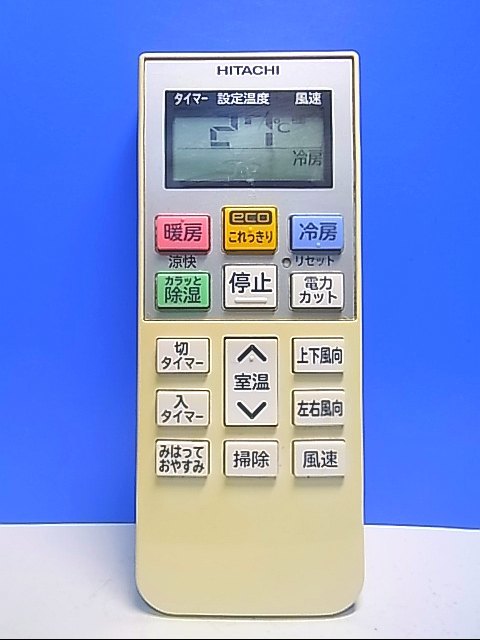 HITACHI
タイマー 設定温度 風速
27℃
冷房
暖房
eco
これっきり
冷房
涼快
リセット
カラッと
除湿
停止
電力
カット
切
タイマー
室温
上下風向
入
タイマー
左右風向
みはって
おやすみ
掃除
風速